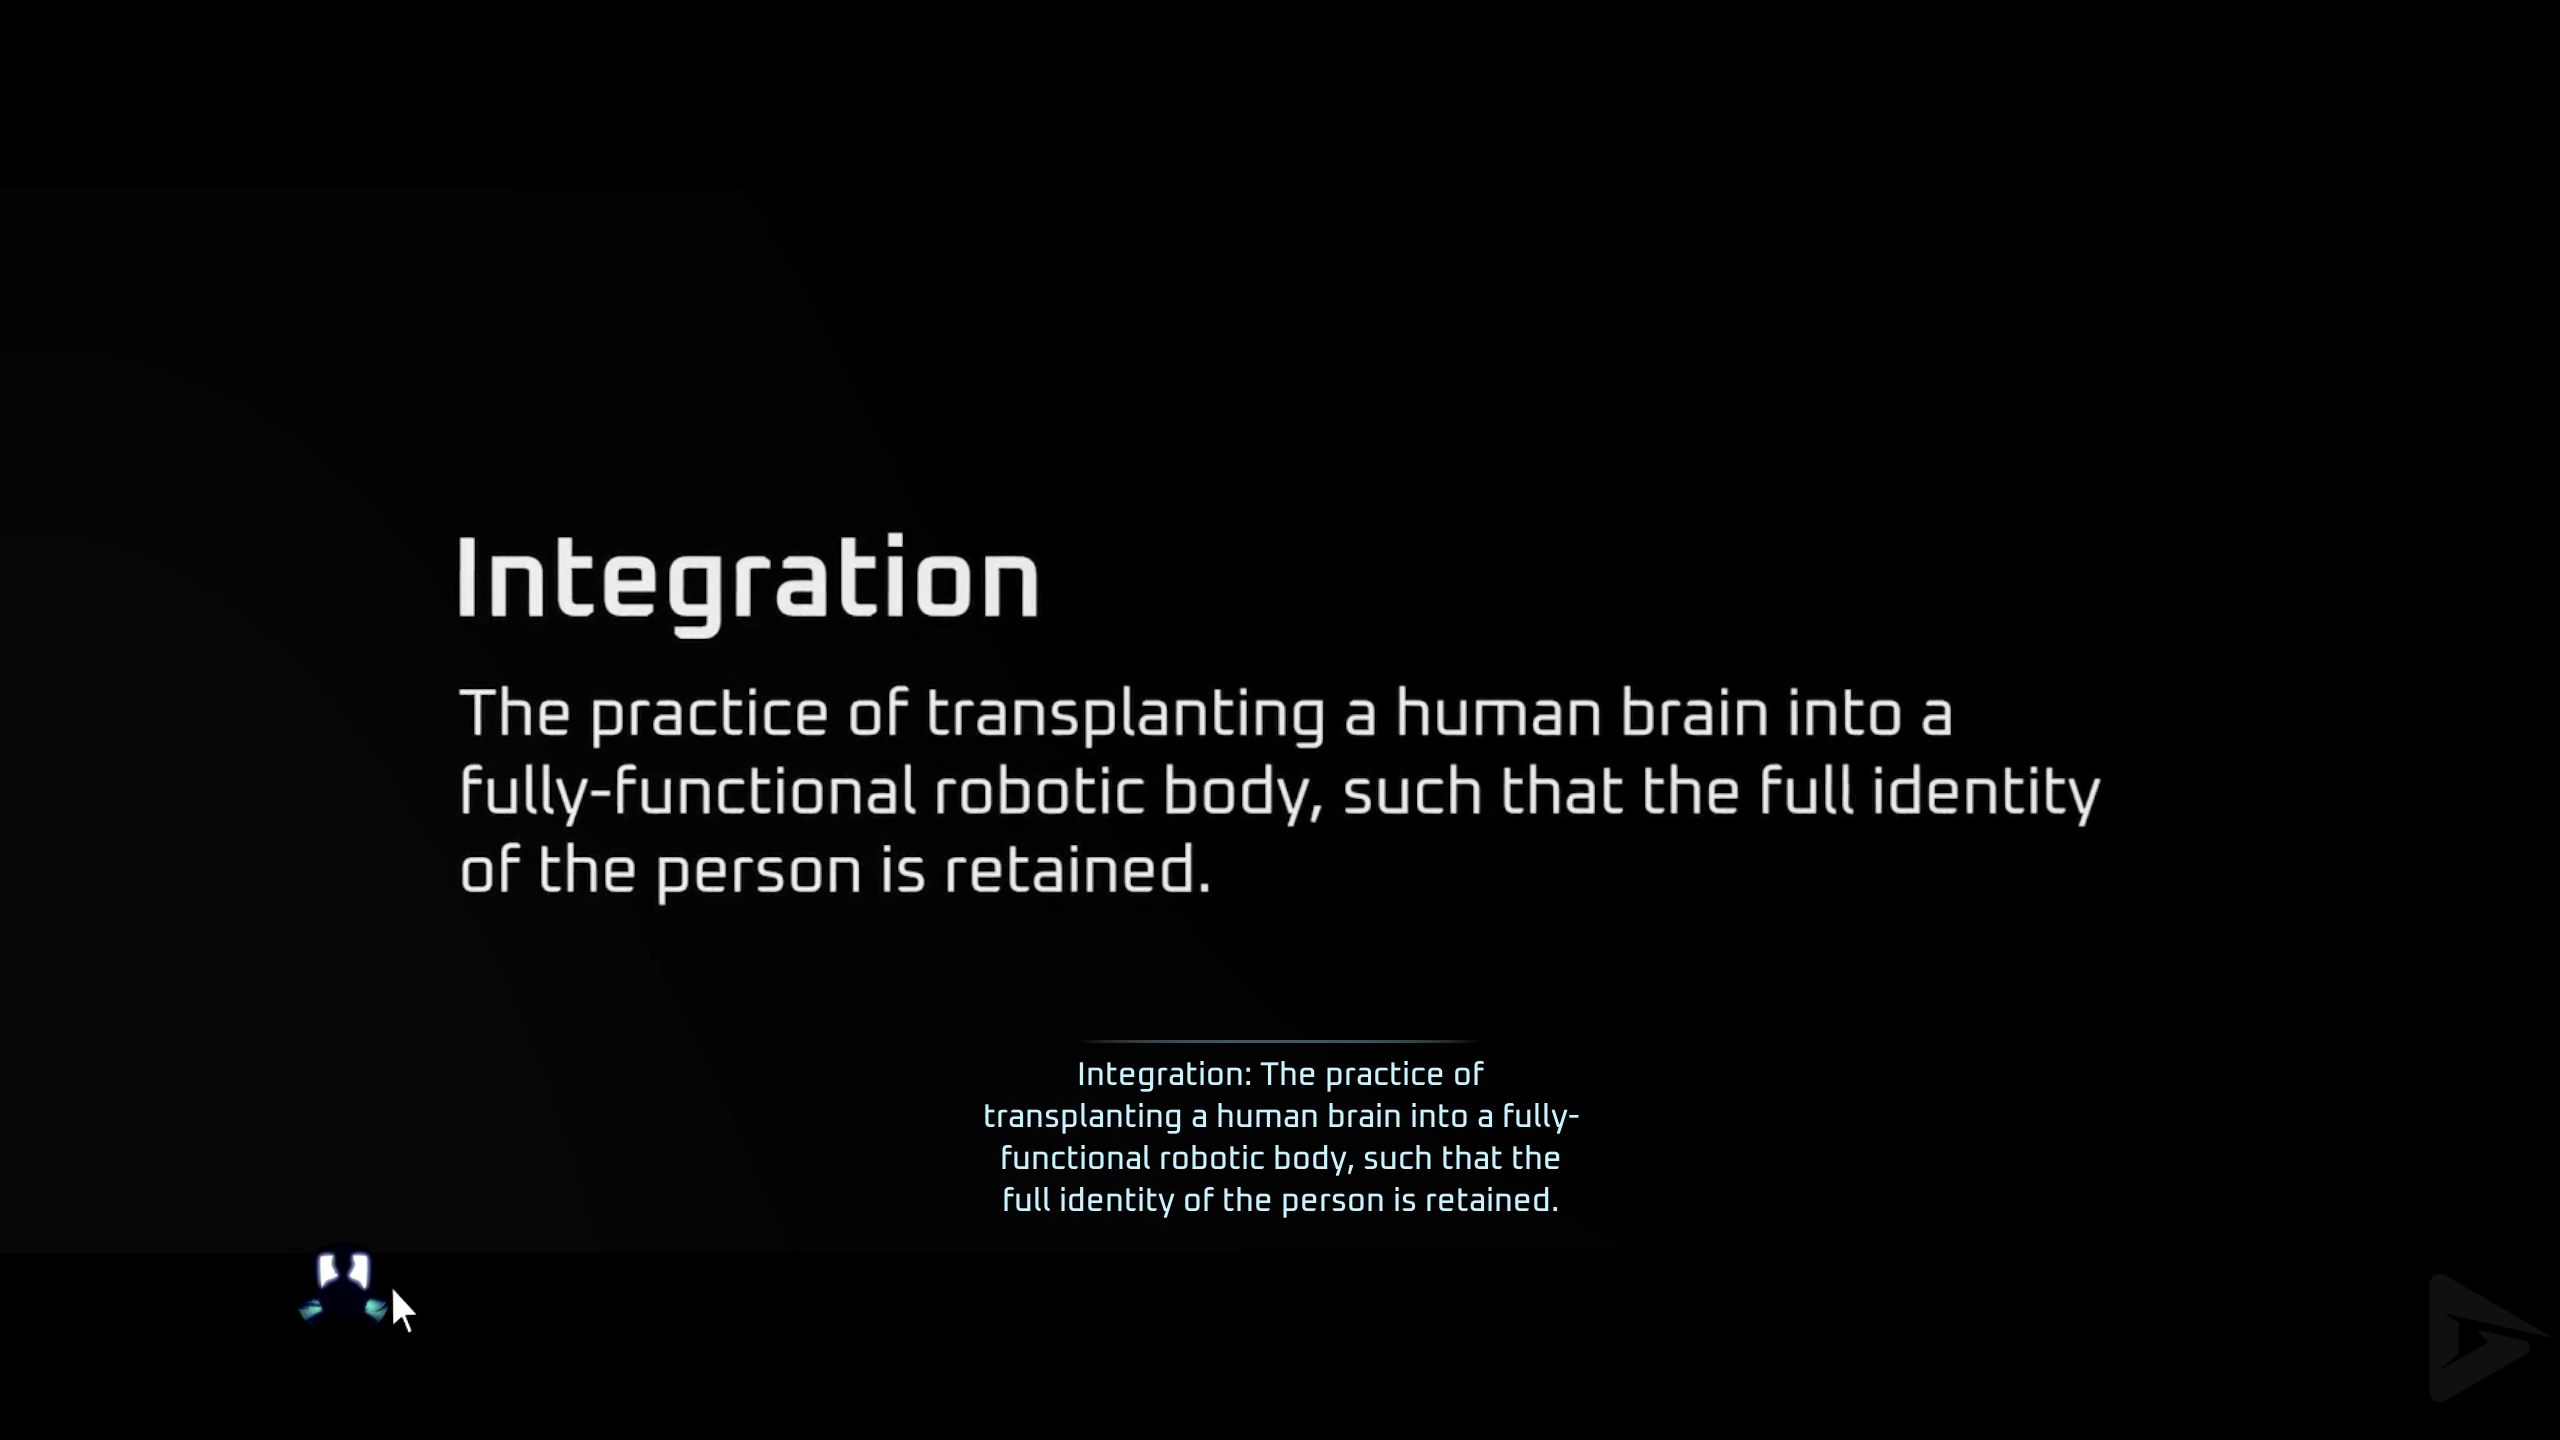 Integration
The practice of transplanting a human brain into a
fully-functional robotic body, such that the full identity
of the person is retained.
Integration: The practice of
transplanting a human brain into a fully-
functional robotic body, such that the
full identity of the person is retained.